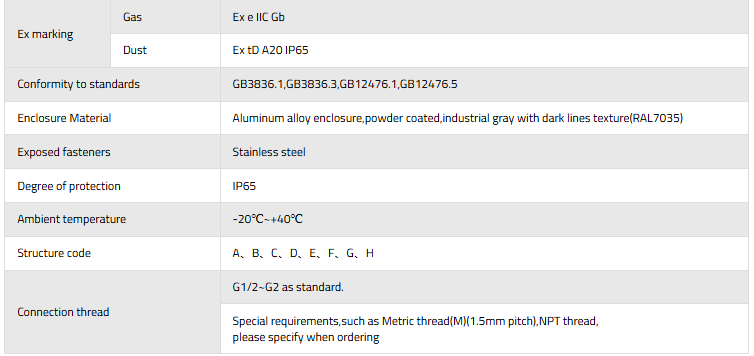 Ex marking
Gas
Ex e IIC Gb
Dust
Ex tD A20 IP65
Conformity to standards
GB3836.1,GB3836.3,GB12476.1,GB12476.5
Enclosure Material
Aluminum alloy enclosure,powder coated,industrial gray with dark lines texture(RAL7035)
Exposed fasteners
Stainless steel
Degree of protection
IP65
Ambient temperature
-20℃~+40℃
Structure code
A、B、C、D、E、F、G、H
Connection thread
G1/2~G2 as standard.
Special requirements,such as Metric thread(M)(1.5mm pitch),NPT thread,
please specify when ordering